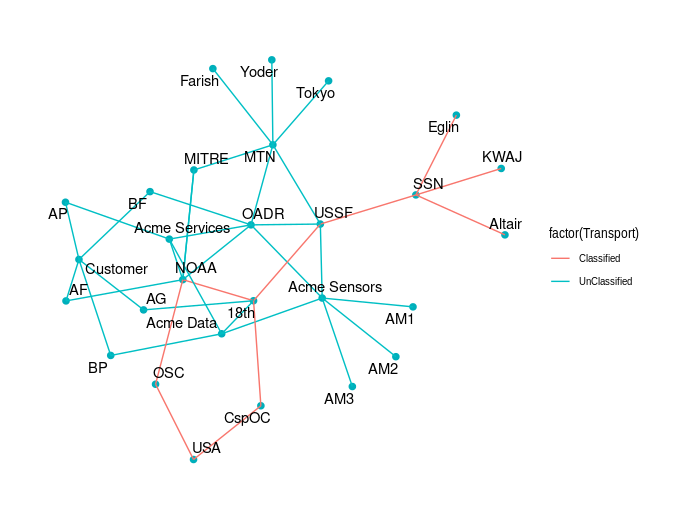 Yoder
Farish
Tokyo
Eglin
MITRE
MTN
KWAJ
SSN
BF
AP
OADR
USSF
Acme Services
Altair
factor(Transport)
Customer
NOAA
Classified
UnClassified
AF
AG
Acme Sensors
18th
Acme Data
AM1
BP
OSC
AM2
AM3
CspOC
USA